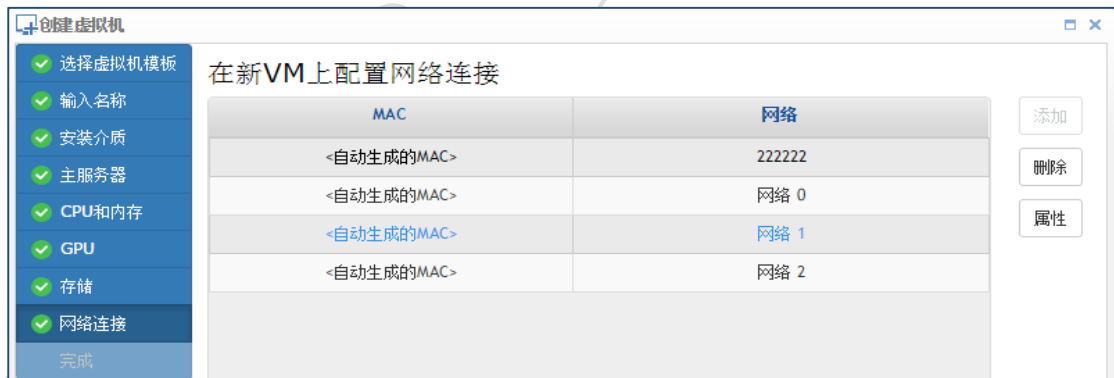 创建虚拟机
选择虚拟机模板
输入名称
安装介质
主服务器
CPU和内存
GPU
存储
网络连接
完成
在新VM上配置网络连接
MAC 网络
<自动生成的MAC> 222222
<自动生成的MAC> 网络 0
<自动生成的MAC> 网络 1
<自动生成的MAC> 网络 2
添加
删除
属性